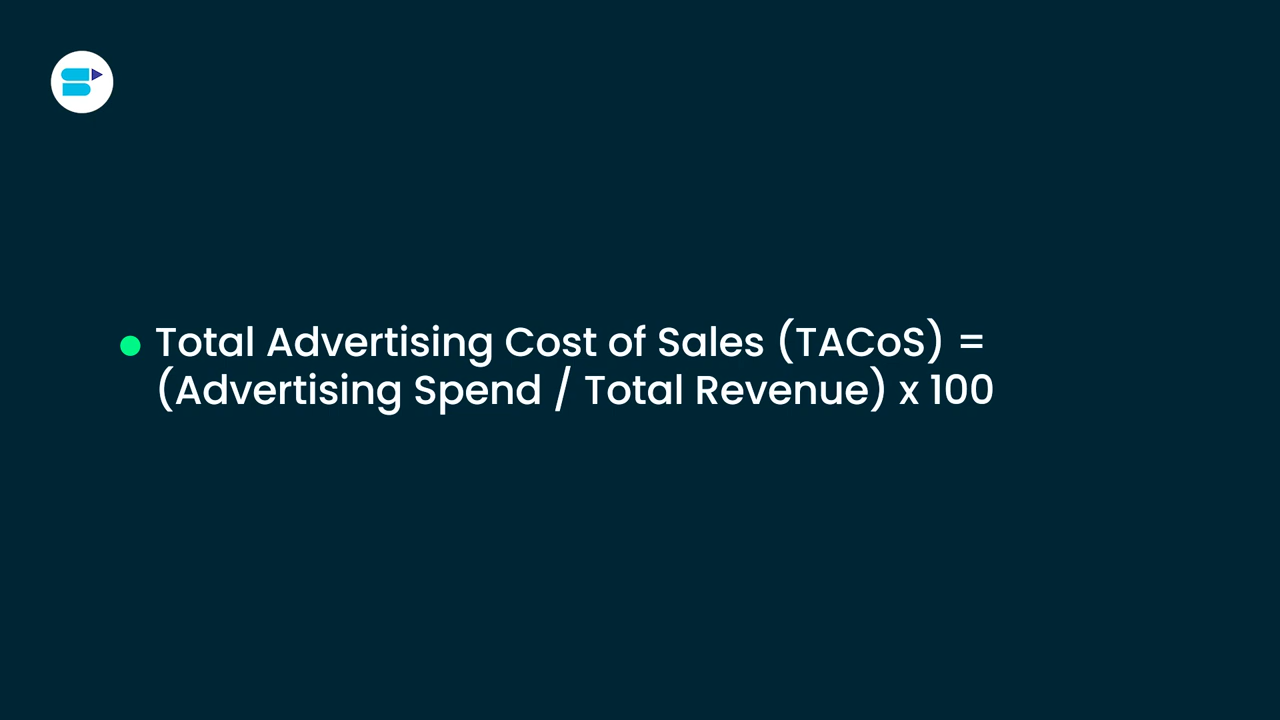 Total Advertising Cost of Sales (TACoS) =
(Advertising Spend / Total Revenue) x 100